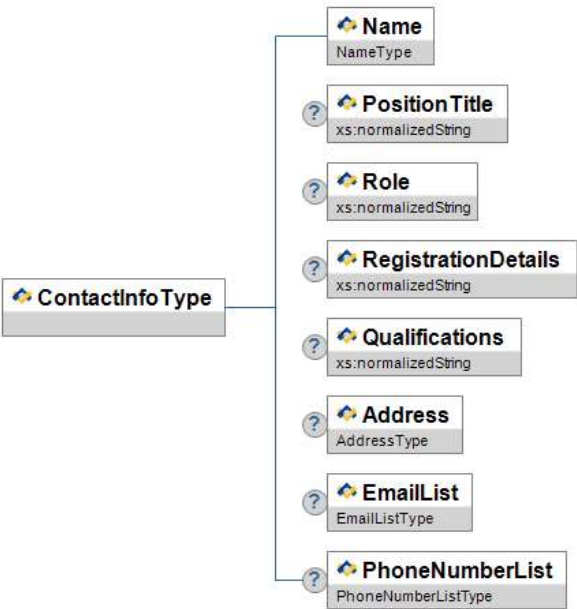 Name
NameType
?
PositionTitle
xs:normalizedString
?
Role
xs:normalizedString
?
RegistrationDetails
xs:normalizedString
ContactInfoType
?
Qualifications
xs:normalizedString
?
Address
AddressType
?
EmailList
EmailListType
?
PhoneNumberList
PhoneNumberListType